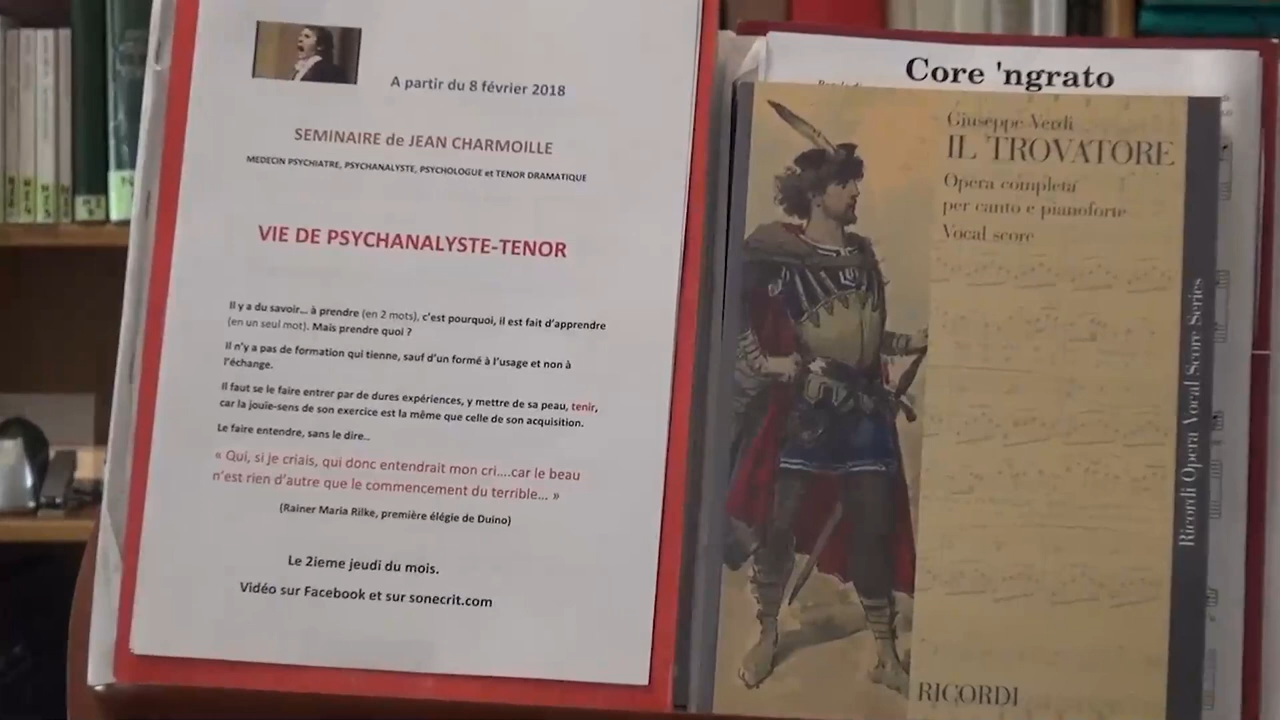 A partir du 8 février 2018
SEMINAIRE de JEAN CHARMOILLE
MEDECIN PSYCHIATRE, PSYCHANALYSTE, PSYCHOLOGUE et TENOR DRAMATIQUE
VIE DE PSYCHANALYSTE-TENOR
Il y a du savoir... à prendre (en 2 mots), c'est pourquoi, il est fait d'apprendre
(en un seul mot). Mais prendre quoi ?
Il n'y a pas de formation qui tienne, sauf d'un formé à l'usage et non à
l'échange.
Il faut se le faire entrer par de dures expériences, y mettre de sa peau, tenir,
car la jouie-sens de son exercice est la même que celle de son acquisition.
Le faire entendre, sans le dire..
« Qui, si je criais, qui donc entendrait mon cri....car le beau
n'est rien d'autre que le commencement du terrible... »
(Rainer Maria Rilke, première élégie de Duino)
Le 2ieme jeudi du mois.
Vidéo sur Facebook et sur sonecrit.com
Core 'ngrato
Giuseppe Verdi
IL TROVATORE
Opera completa
per canto e pianoforte
Vocal score
Ricordi Opera Vocal Score Series
RICORDI